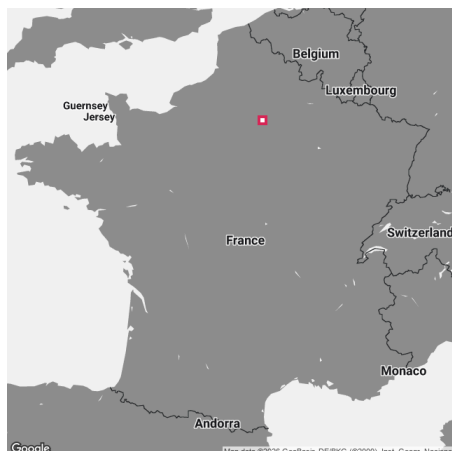 Belgium
Luxembourg
Guernsey
Jersey
Switzerland
France
Monaco
Andorra
Google